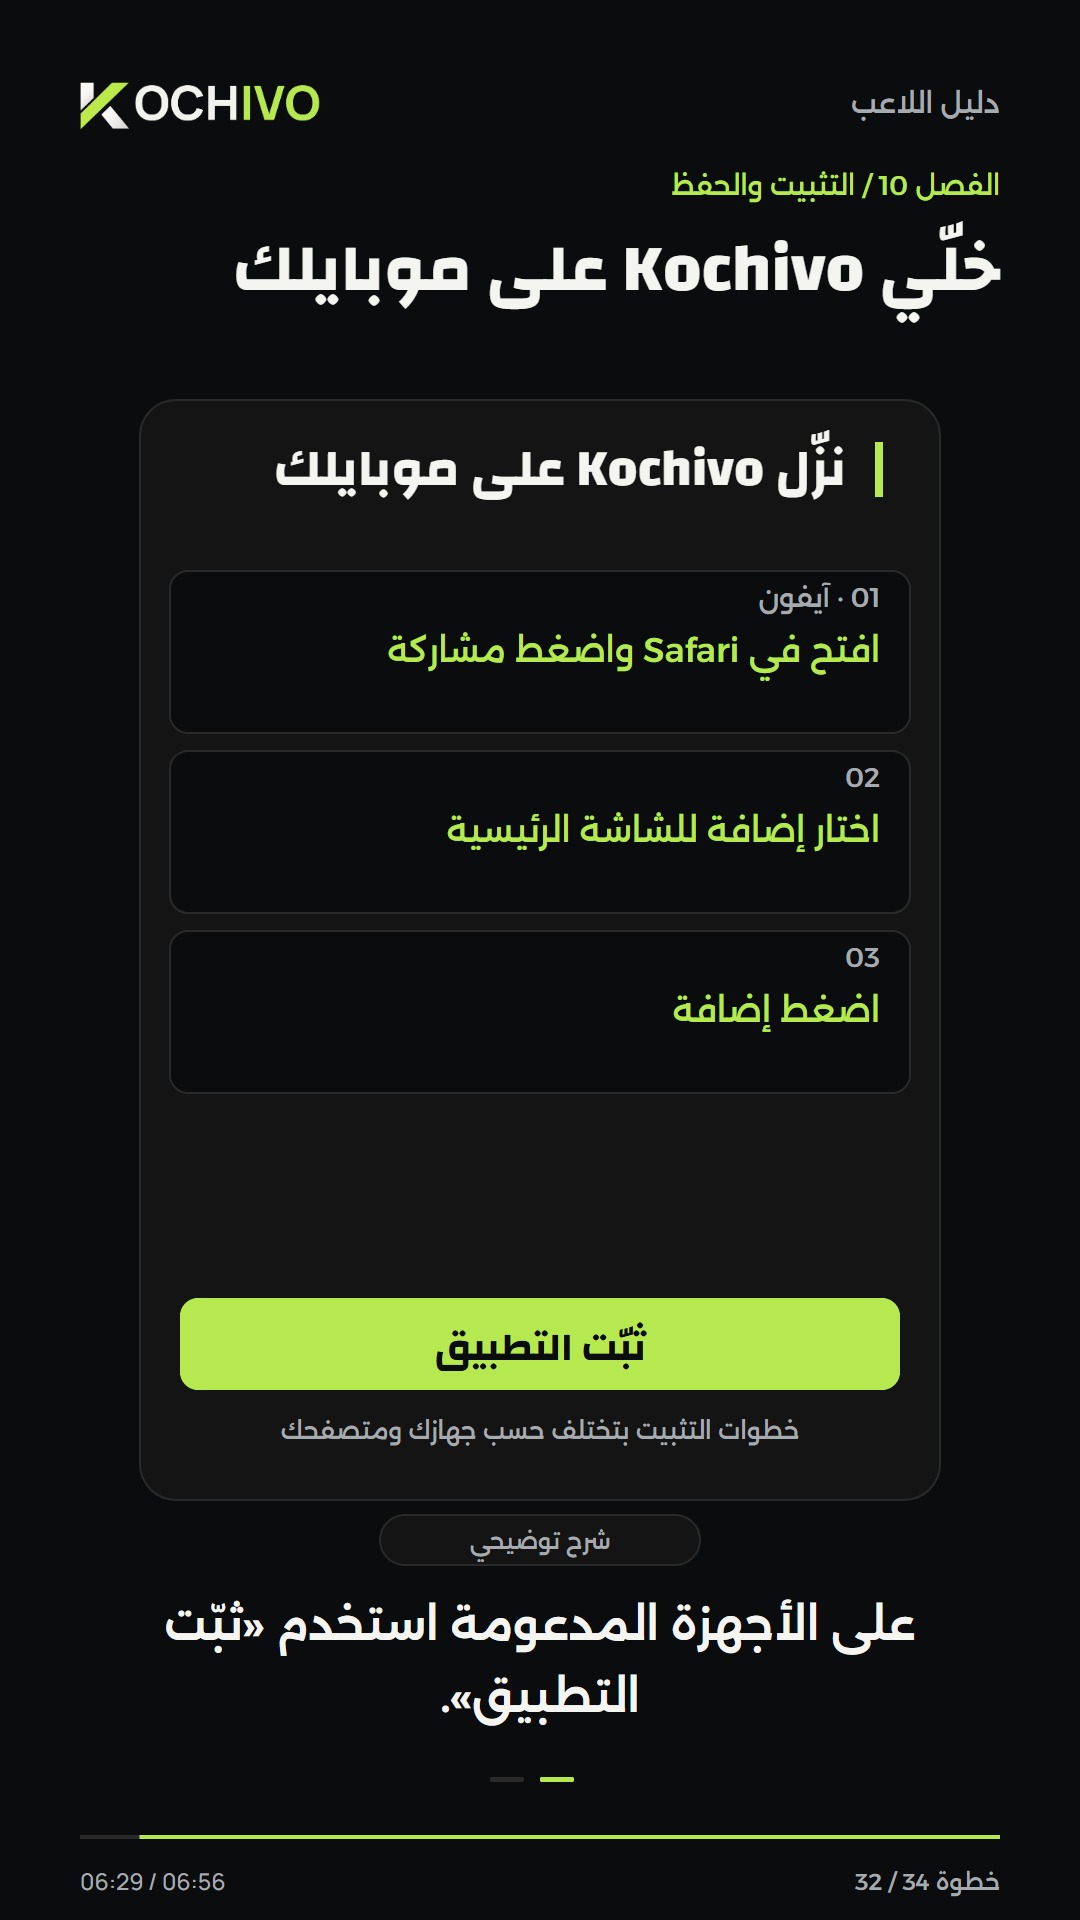 KOCHIVO
دليل اللاعب
الفصل 10 / التثبيت والحفظ
خلّي Kochivo على موبايلك
نزّل Kochivo على موبايلك
01 · آيفون
افتح في Safari واضغط مشاركة
02
اختار إضافة للشاشة الرئيسية
03
اضغط إضافة
ثبّت التطبيق
خطوات التثبيت بتختلف حسب جهازك ومتصفحك
شرح توضيحي
على الأجهزة المدعومة استخدم «ثبّت
التطبيق».
خطوة 34 / 32
06:29 / 06:56